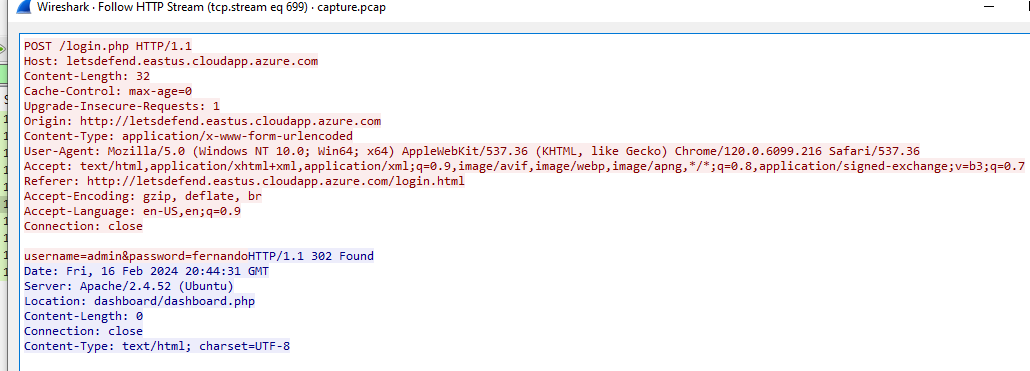 Wireshark · Follow HTTP Stream (tcp.stream eq 699) · capture.pcap
POST /login.php HTTP/1.1
Host: letsdefend.eastus.cloudapp.azure.com
Content-Length: 32
Cache-Control: max-age=0
Upgrade-Insecure-Requests: 1
Origin: http://letsdefend.eastus.cloudapp.azure.com
Content-Type: application/x-www-form-urlencoded
User-Agent: Mozilla/5.0 (Windows NT 10.0; Win64; x64) AppleWebKit/537.36 (KHTML, like Gecko) Chrome/120.0.6099.216 Safari/537.36
Accept: text/html,application/xhtml+xml,application/xml;q=0.9,image/avif,image/webp,image/apng,*/*;q=0.8,application/signed-exchange;v=b3;q=0.7
Referer: http://letsdefend.eastus.cloudapp.azure.com/login.html
Accept-Encoding: gzip, deflate, br
Accept-Language: en-US,en;q=0.9
Connection: close
username=admin&password=fernandoHTTP/1.1 302 Found
Date: Fri, 16 Feb 2024 20:44:31 GMT
Server: Apache/2.4.52 (Ubuntu)
Location: dashboard/dashboard.php
Content-Length: 0
Connection: close
Content-Type: text/html; charset=UTF-8